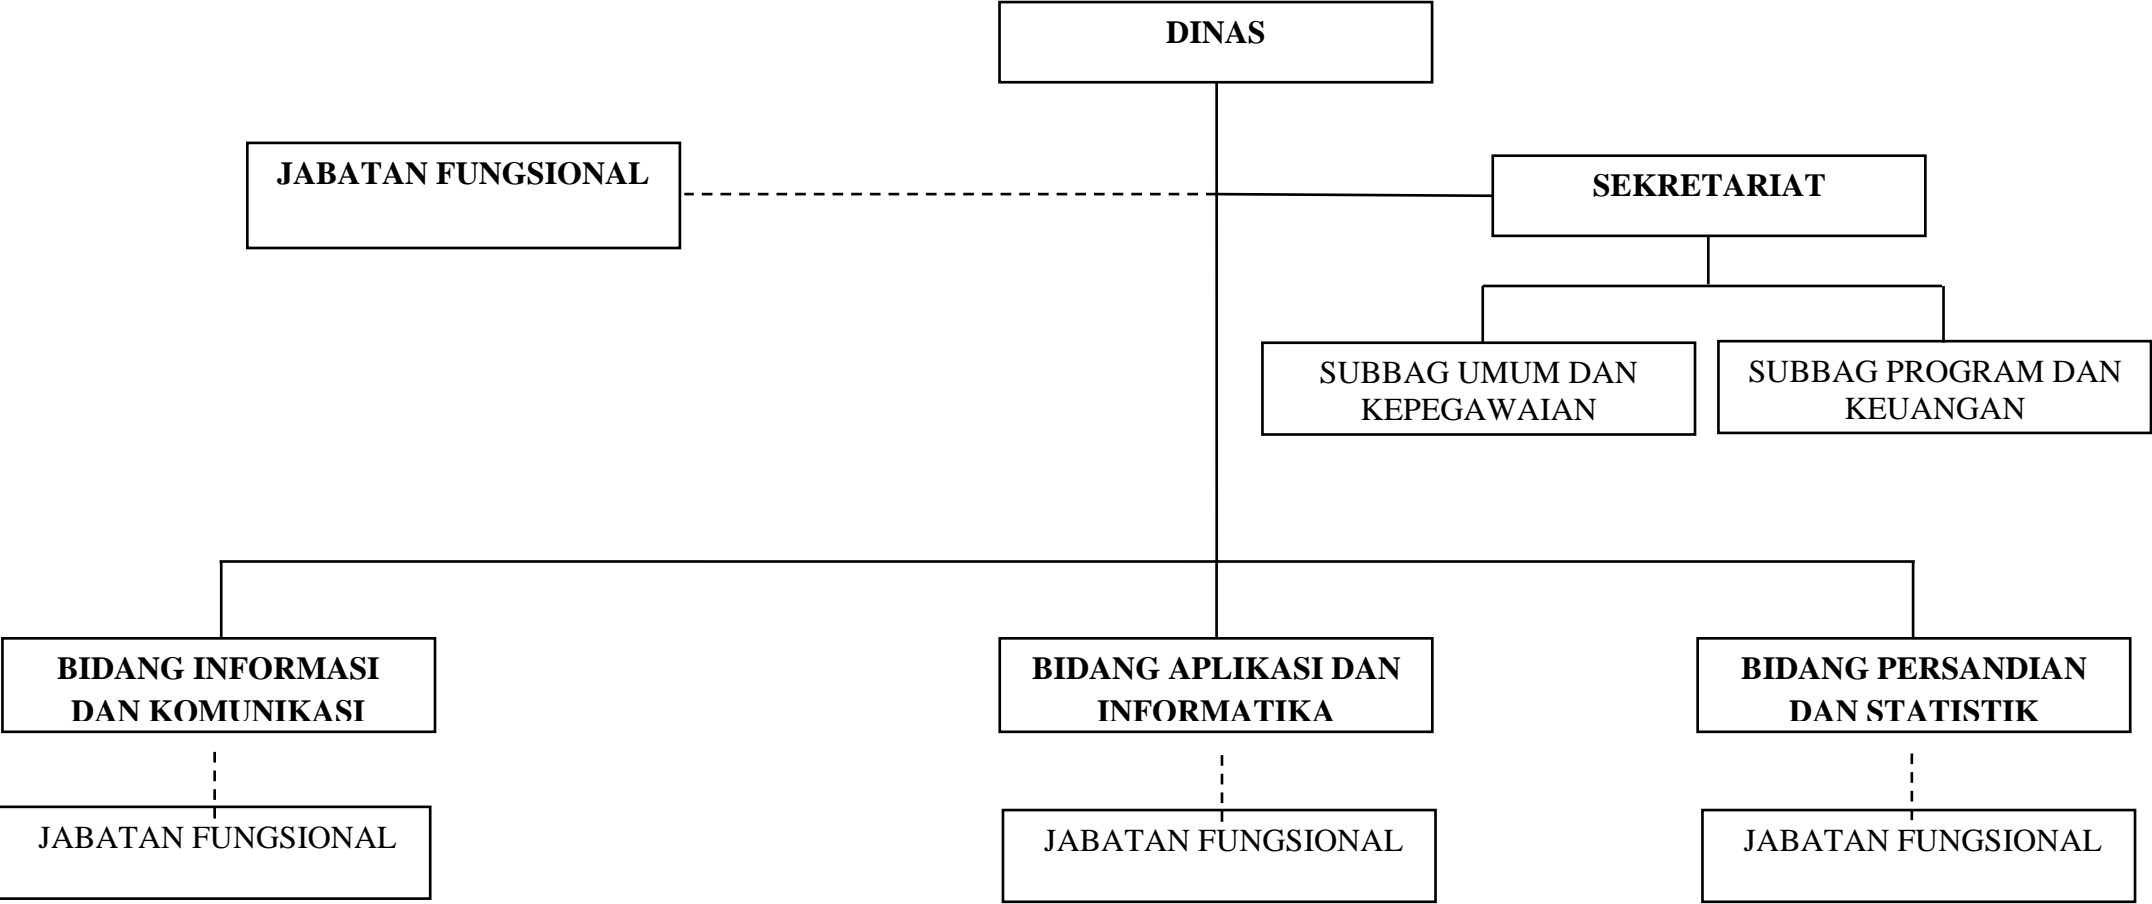 DINAS
JABATAN FUNGSIONAL
SEKRETARIAT
SUBBAG UMUM DAN
KEPEGAWAIAN
SUBBAG PROGRAM DAN
KEUANGAN
BIDANG INFORMASI
DAN KOMUNIKASI
BIDANG APLIKASI DAN
INFORMATIKA
BIDANG PERSANDIAN
DAN STATISTIK
JABATAN FUNGSIONAL
JABATAN FUNGSIONAL
JABATAN FUNGSIONAL